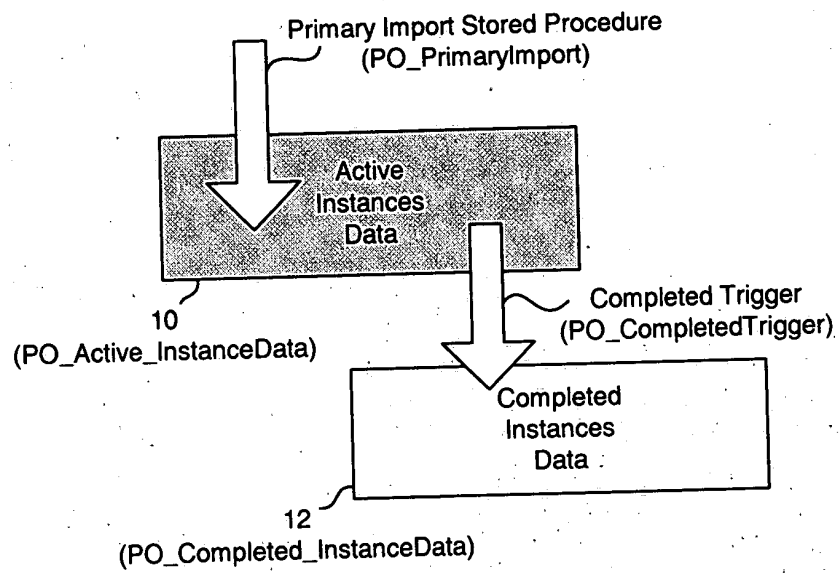 Primary Import Stored Procedure
(PO_PrimaryImport)
Active
Instances
Data
10
(PO_Active_InstanceData)
Completed Trigger
(PO_CompletedTrigger)
Completed
Instances
Data
12
(PO_Completed_InstanceData)